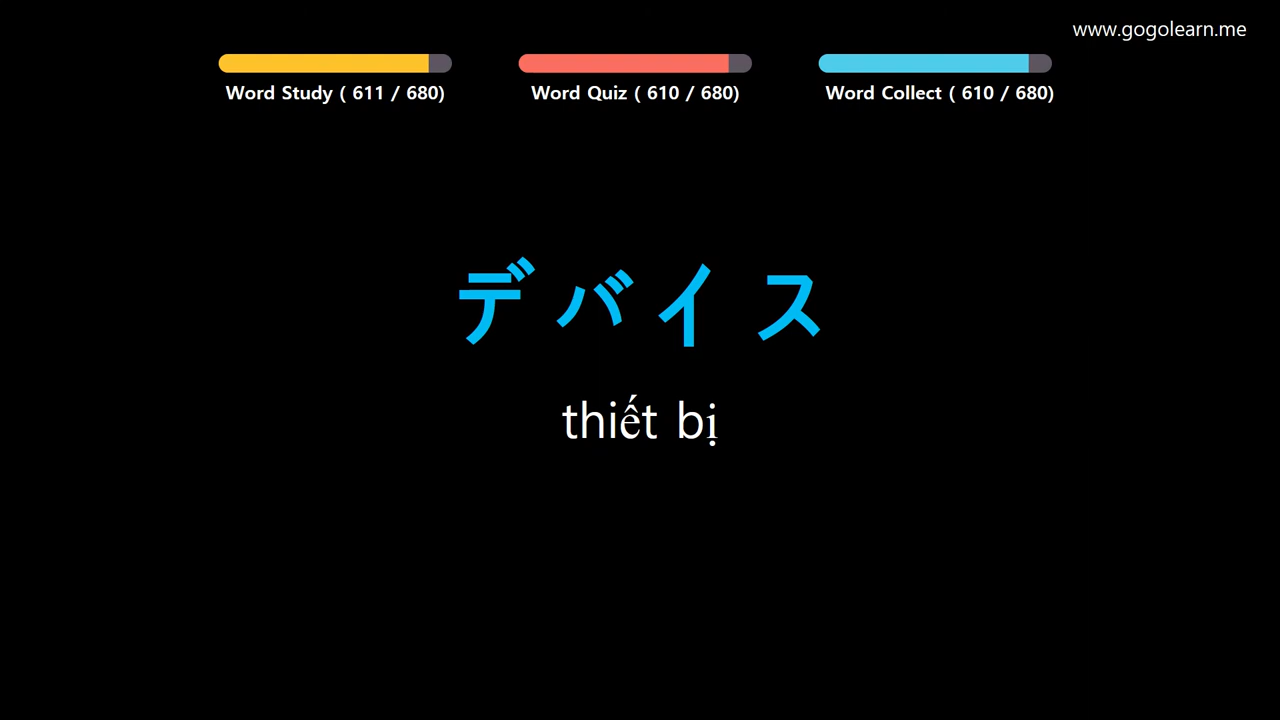 www.gogolearn.me
Word Study ( 611 / 680)
Word Quiz ( 610 / 680)
Word Collect ( 610 / 680)
デバイス
thiết bị